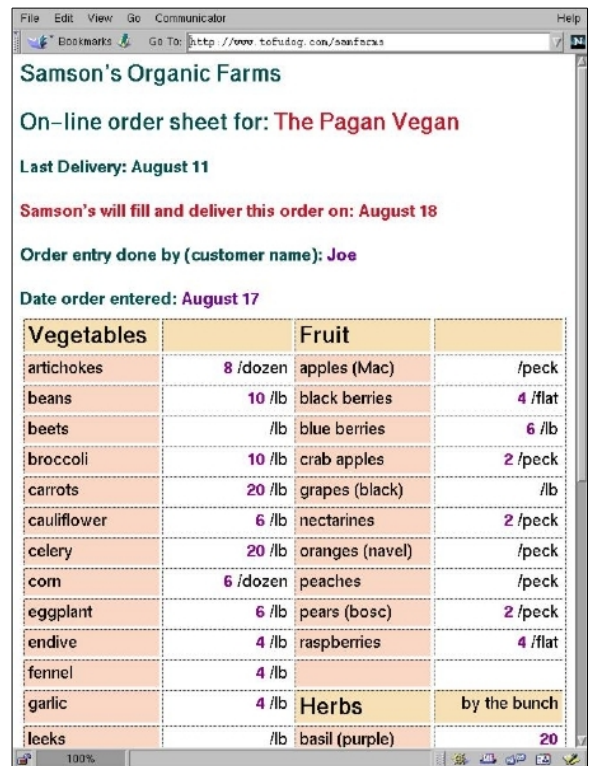 File Edit View Go Communicator Help
Bookmarks Go To: http://www.tofudog.com/samfarms
Samson's Organic Farms
On-line order sheet for: The Pagan Vegan
Last Delivery: August 11
Samson's will fill and deliver this order on: August 18
Order entry done by (customer name): Joe
Date order entered: August 17
Vegetables Fruit
artichokes 8 /dozen apples (Mac) /peck
beans 10 /lb black berries 4 /flat
beets /lb blue berries 6 /lb
broccoli 10 /lb crab apples 2 /peck
carrots 20 /lb grapes (black) /lb
cauliflower 6 /lb nectarines 2 /peck
celery 20 /lb oranges (navel) /peck
corn 6 /dozen peaches /peck
eggplant 6 /lb pears (bosc) 2 /peck
endive 4 /lb raspberries 4 /flat
fennel 4 /lb
garlic 4 /lb Herbs by the bunch
leeks /lb basil (purple) 20
100%